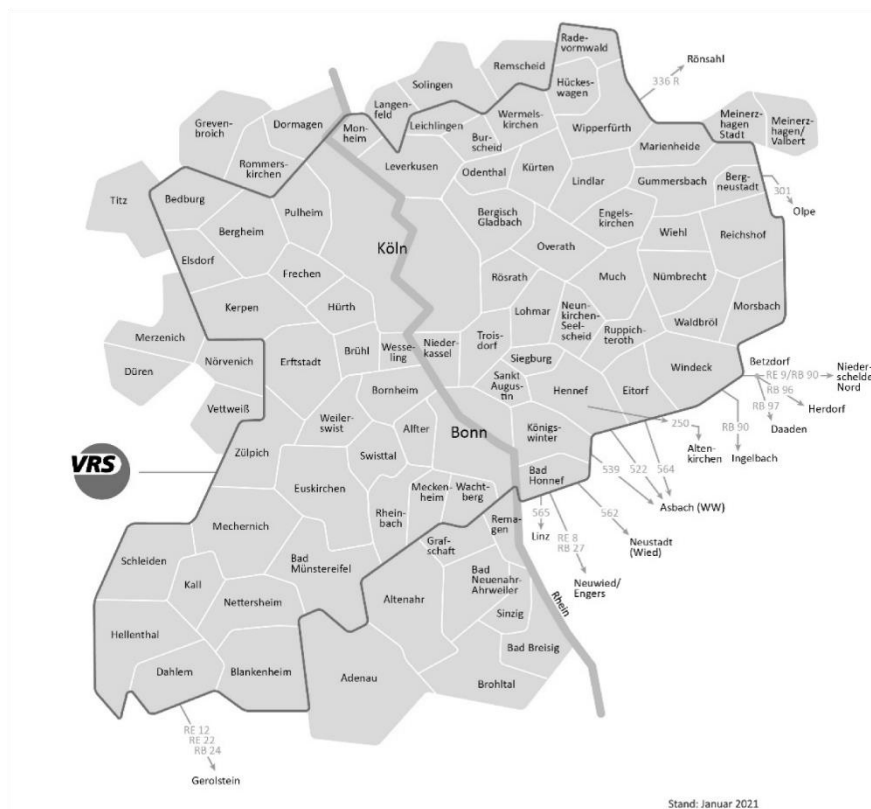 Rade-
vormwald
Rönsahl
336 R
Remscheid
Solingen
Hückes-
wagen
Langen-
feld
Wermels-
kirchen
Meinerz-
hagen
Stadt
Meinerz-
hagen/
Valbert
Greven-
broich
Dormagen
Mon-
heim
Leichlingen
Bur-
scheid
Wipperfürth
Marienheide
Rommers-
kirchen
Leverkusen
Odenthal
Kürten
Lindlar
Gummersbach
Berg-
neustadt
301
Olpe
Titz
Bedburg
Pulheim
Bergheim
Bergisch
Gladbach
Engels-
kirchen
Wiehl
Reichshof
Köln
Overath
Elsdorf
Frechen
Rösrath
Much
Nümbrecht
Kerpen
Hürth
Lohmar
Neun-
kirchen-
Seel-
scheid
Morsbach
Ruppich-
teroth
Waldbröl
Merzenich
Nörvenich
Erftstadt
Brühl
Wesse-
ling
Nieder-
kassel
Trois-
dorf
Siegburg
Windeck
Betzdorf
RE 9/RB 90
Nieder-
schelden
Nord
Düren
Bornheim
Sankt
Augus-
tin
Hennef
Eitorf
RB 96
Herdorf
RB 97
Daaden
Vettweiß
Weiler-
swist
Alfter
Bonn
Königs-
winter
250
Alten-
kirchen
RB 90
Ingelbach
Zülpich
Swisttal
VRS
539
522
564
Asbach (WW)
Bad
Honnef
Euskirchen
Mecken-
heim
Wacht-
berg
Rhein-
bach
565
Linz
562
Neustadt
(Wied)
Mechernich
Rema-
gen
RE 8
RB 27
Neuwied/
Engers
Graf-
schaft
Schleiden
Bad
Münstereifel
Kall
Altenahr
Bad
Neuenahr-
Ahrweiler
Nettersheim
Sinzig
Rhein
Hellenthal
Bad Breisig
Dahlem
Blankenheim
Adenau
Brohltal
RE 12
RE 22
RB 24
Gerolstein
Stand: Januar 2021